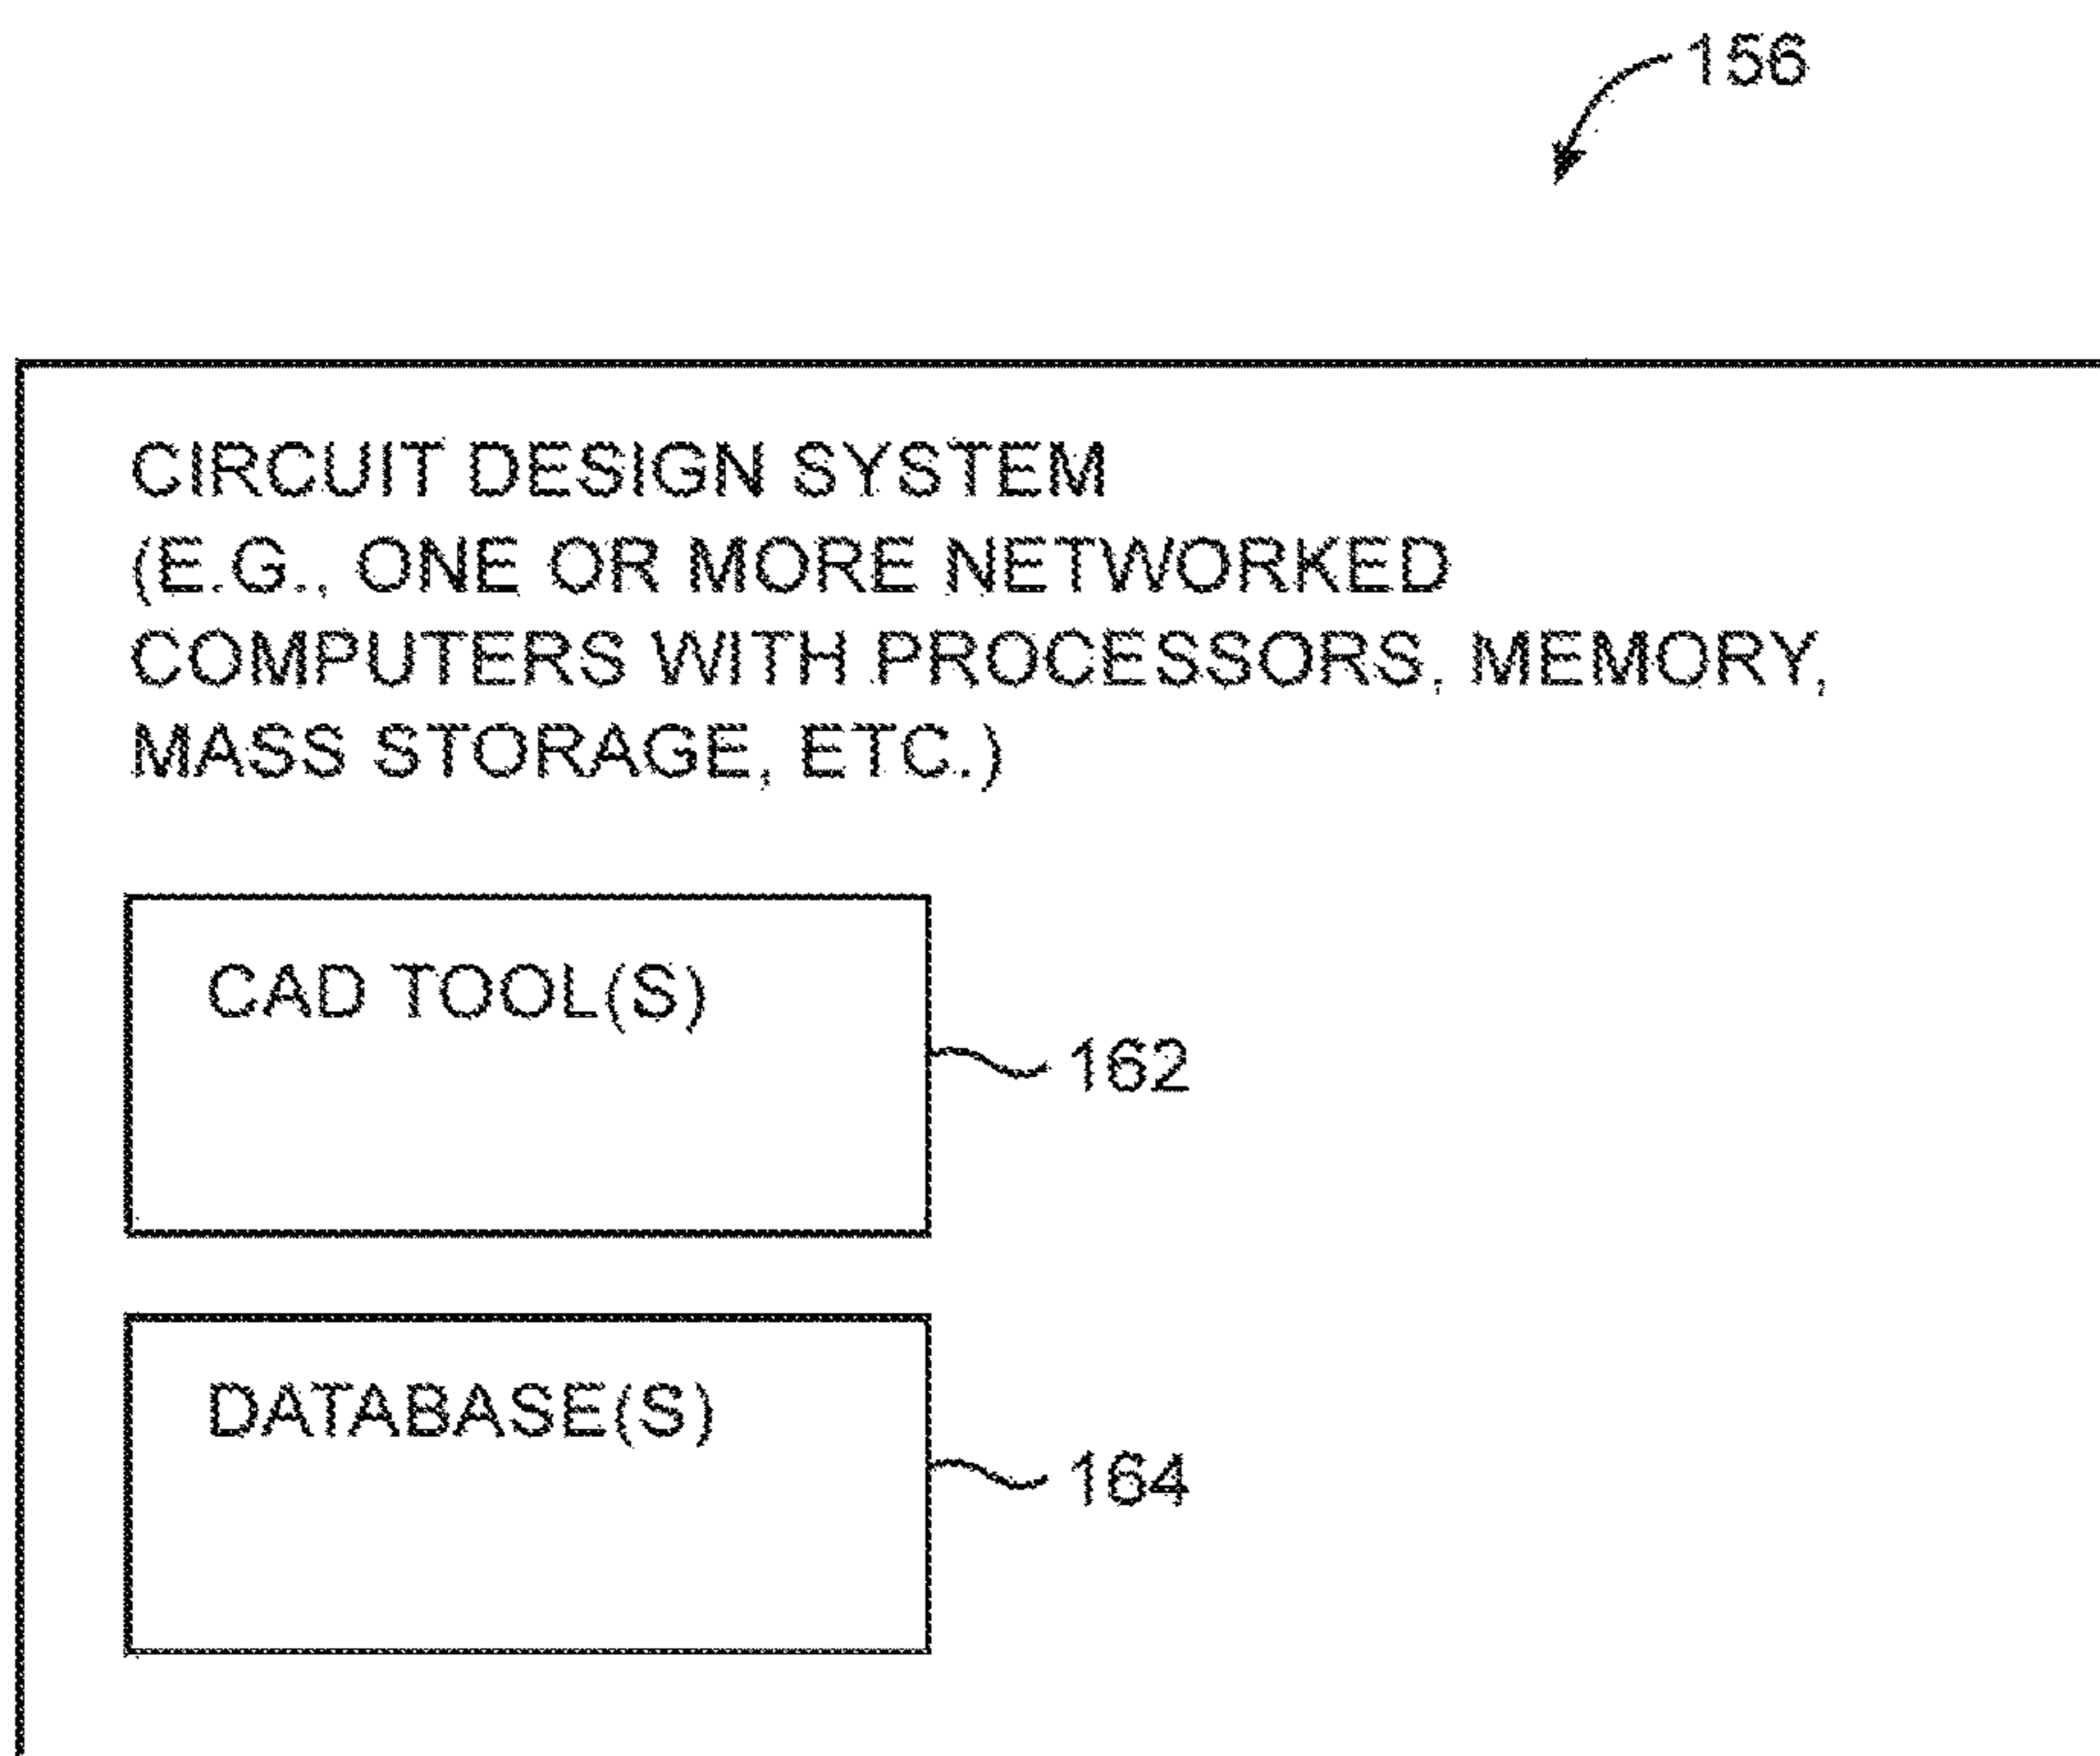 156
CIRCUIT DESIGN SYSTEM
(E.G., ONE OR MORE NETWORKED
COMPUTERS WITH PROCESSORS, MEMORY,
MASS STORAGE, ETC.)
CAD TOOL(S)
162
DATABASE(S)
164